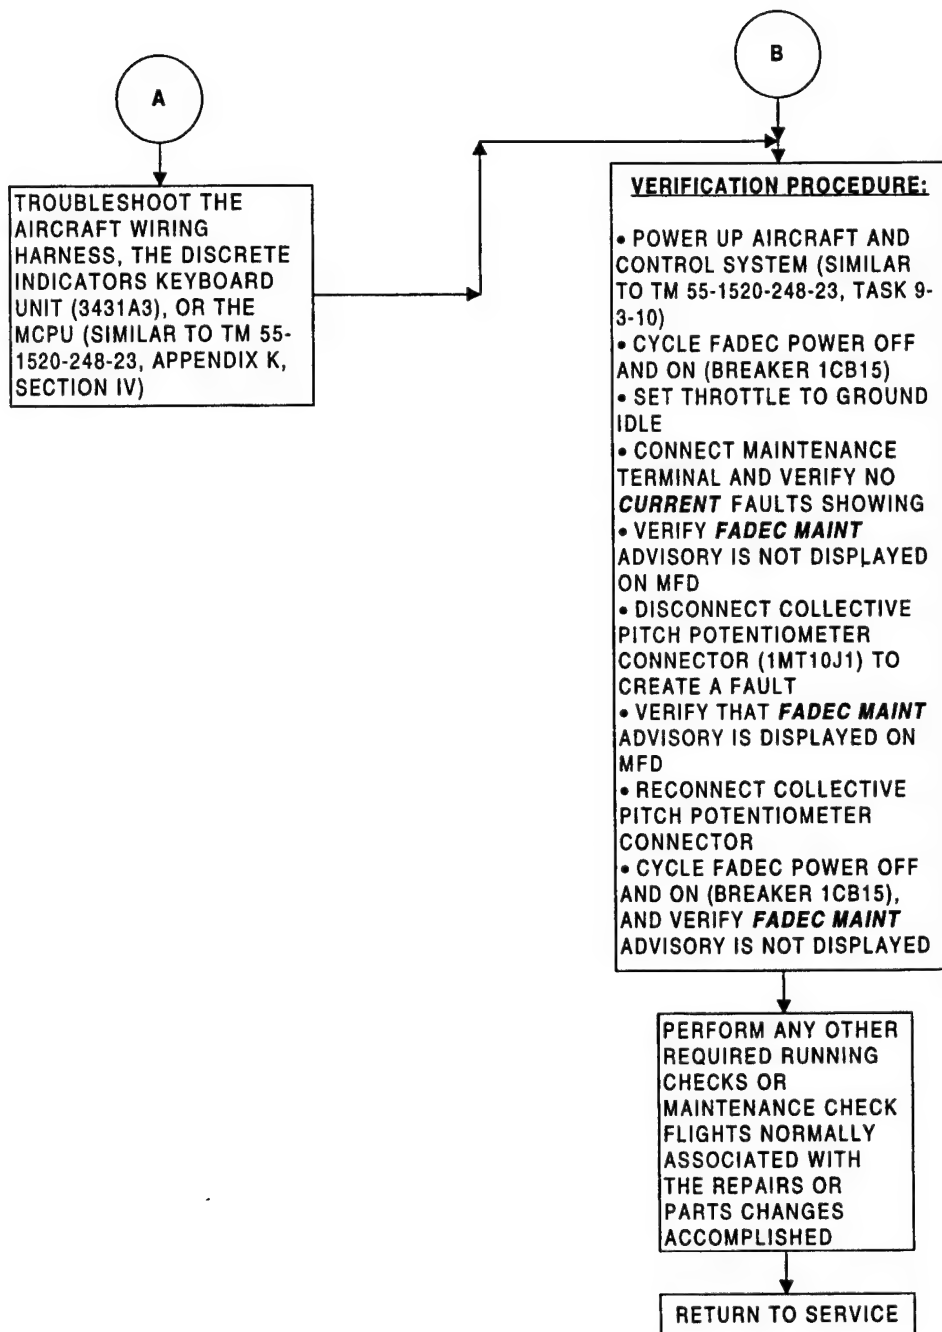 A
TROUBLESHOOT THE
AIRCRAFT WIRING
HARNESS, THE DISCRETE
INDICATORS KEYBOARD
UNIT (3431A3), OR THE
MCPU (SIMILAR TO TM 55-
1520-248-23, APPENDIX K,
SECTION IV)
B
VERIFICATION PROCEDURE:
• POWER UP AIRCRAFT AND
CONTROL SYSTEM (SIMILAR
TO TM 55-1520-248-23, TASK 9-
3-10)
• CYCLE FADEC POWER OFF
AND ON (BREAKER 1CB15)
• SET THROTTLE TO GROUND
IDLE
• CONNECT MAINTENANCE
TERMINAL AND VERIFY NO
CURRENT FAULTS SHOWING
• VERIFY FADEC MAINT
ADVISORY IS NOT DISPLAYED
ON MFD
• DISCONNECT COLLECTIVE
PITCH POTENTIOMETER
CONNECTOR (1MT10J1) TO
CREATE A FAULT
• VERIFY THAT FADEC MAINT
ADVISORY IS DISPLAYED ON
MFD
• RECONNECT COLLECTIVE
PITCH POTENTIOMETER
CONNECTOR
• CYCLE FADEC POWER OFF
AND ON (BREAKER 1CB15),
AND VERIFY FADEC MAINT
ADVISORY IS NOT DISPLAYED
PERFORM ANY OTHER
REQUIRED RUNNING
CHECKS OR
MAINTENANCE CHECK
FLIGHTS NORMALLY
ASSOCIATED WITH
THE REPAIRS OR
PARTS CHANGES
ACCOMPLISHED
RETURN TO SERVICE